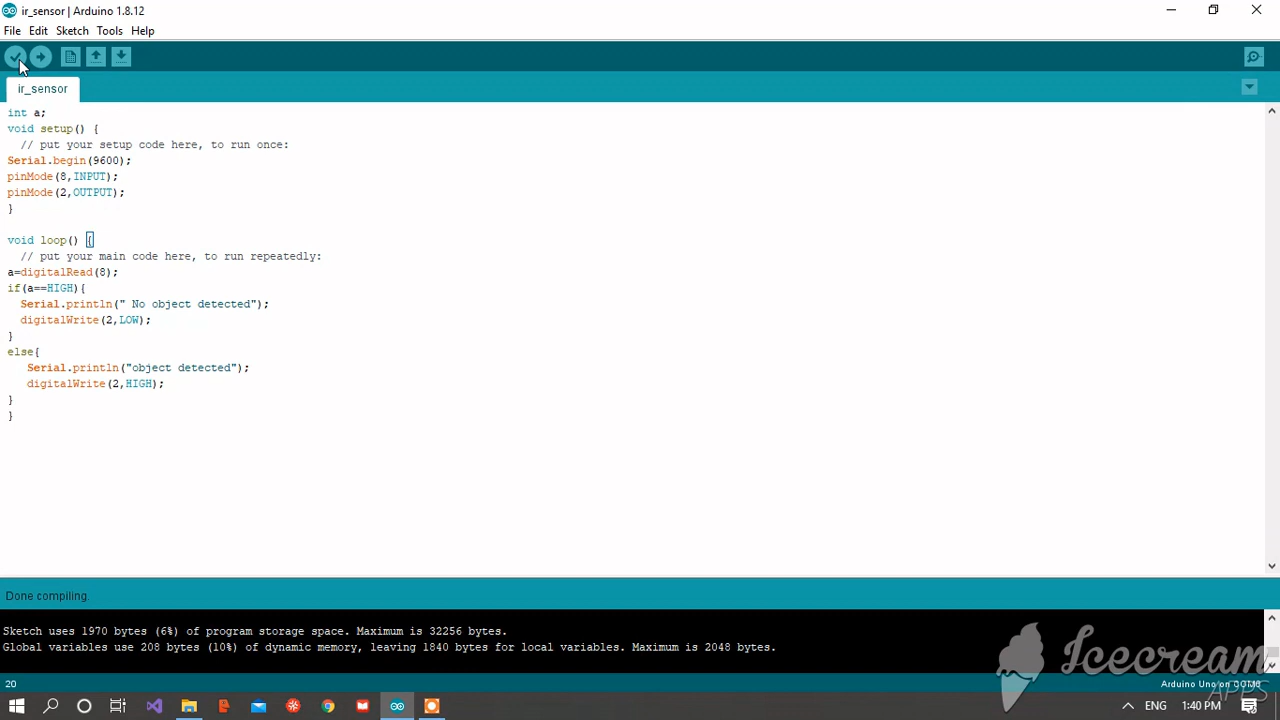 ir_sensor | Arduino 1.8.12
File Edit Sketch Tools Help
ir_sensor
int a;
void setup() {
  // put your setup code here, to run once:
Serial.begin(9600);
pinMode(8,INPUT);
pinMode(2,OUTPUT);
}
void loop() {
  // put your main code here, to run repeatedly:
a=digitalRead(8);
if(a==HIGH){
  Serial.println(" No object detected");
  digitalWrite(2,LOW);
}
else{
   Serial.println("object detected");
   digitalWrite(2,HIGH);
}
}
Done compiling.
Sketch uses 1970 bytes (6%) of program storage space. Maximum is 32256 bytes.
Global variables use 208 bytes (10%) of dynamic memory, leaving 1840 bytes for local variables. Maximum is 2048 bytes.
Icecream
APPS
20
Arduino Uno on
ENG 1:40 PM